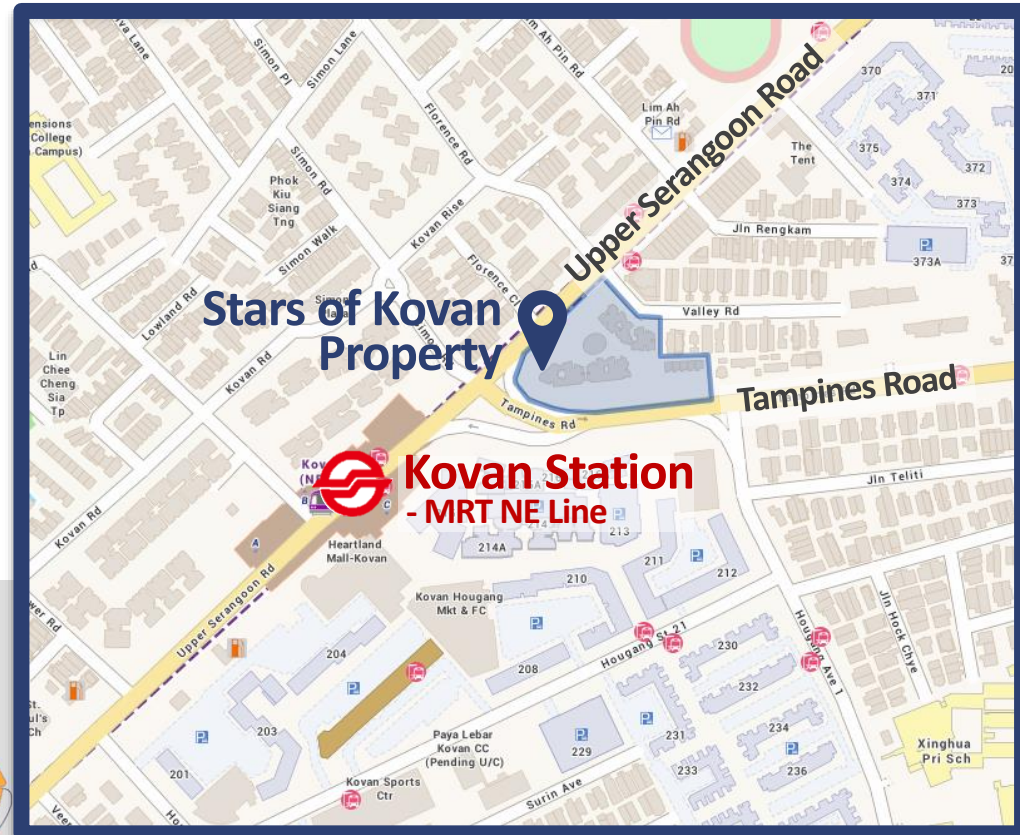 Simon Pl
Simon Lane
Ah Pin Rd
Florence Rd
Simon Rd
Lim Ah
Pin Rd
Upper Serangoon Road
370
371
375
372
374
373
373A
The
Tent
Phok
Kiu
Siang
Tng
Kovan Rise
Simon Walk
Jln Rengkam
Lowland Rd
Valley Rd
Stars of Kovan
Property
Kovan Rd
Lin
Chee
Cheng
Sia
Tp
Tampines Road
Tampines Rd
Jln Teliti
Kovan Station
- MRT NE Line
B
C
A
Kovan Rd
Heartland
Mall-Kovan
214A
213
211
212
210
Kovan Hougang
Mkt & FC
Upper Serangoon Rd
204
208
Hougang St 21
230
Hougang Ave 1
Jln Hock Chye
232
203
201
Paya Lebar
Kovan CC
(Pending U/C)
229
231
234
233
236
Xinghua
Pri Sch
Kovan Sports
Ctr
Surin Ave